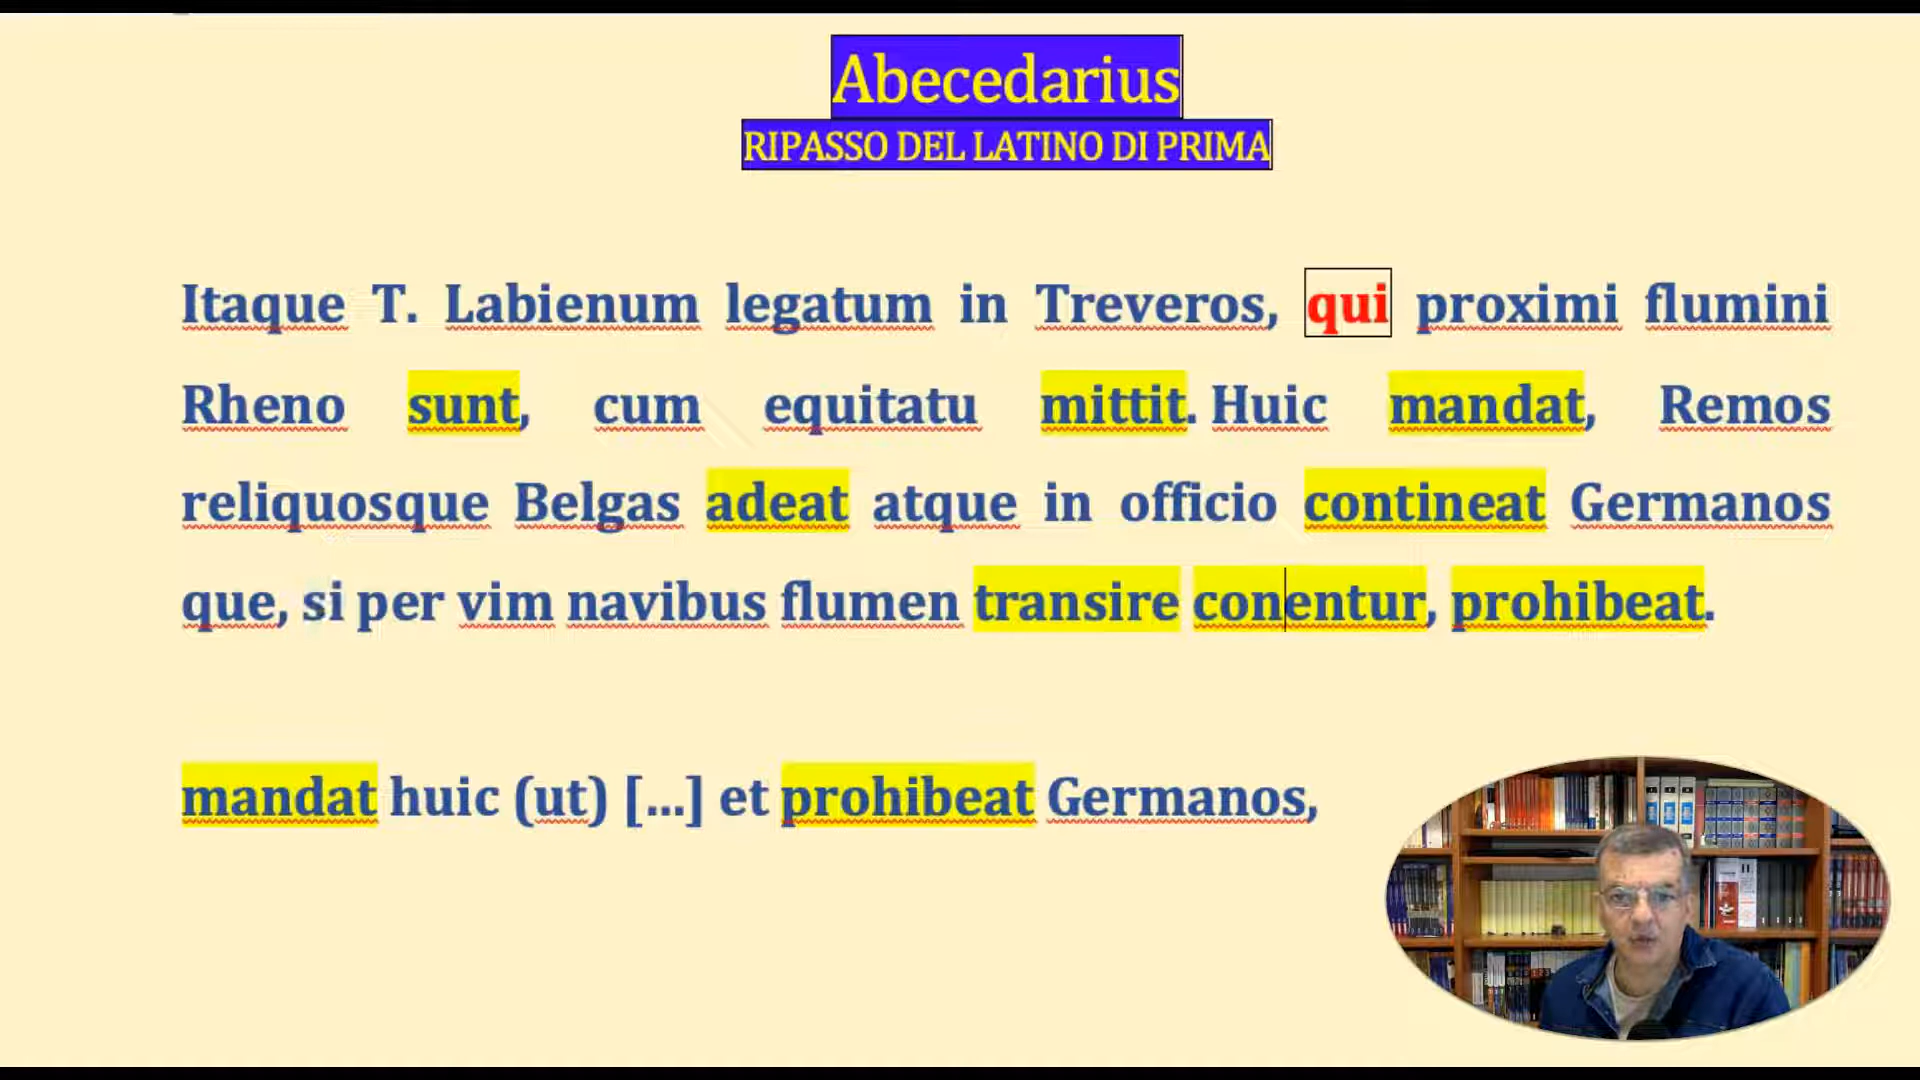 Abecedarius
RIPASSO DEL LATINO DI PRIMA
Itaque T. Labienum legatum in Treveros, qui proximi flumini
Rheno sunt, cum equitatu mittit. Huic mandat, Remos
reliquosque Belgas adeat atque in officio contineat Germanos
que, si per vim navibus flumen transire conentur, prohibeat.
mandat huic (ut) [...] et prohibeat Germanos,